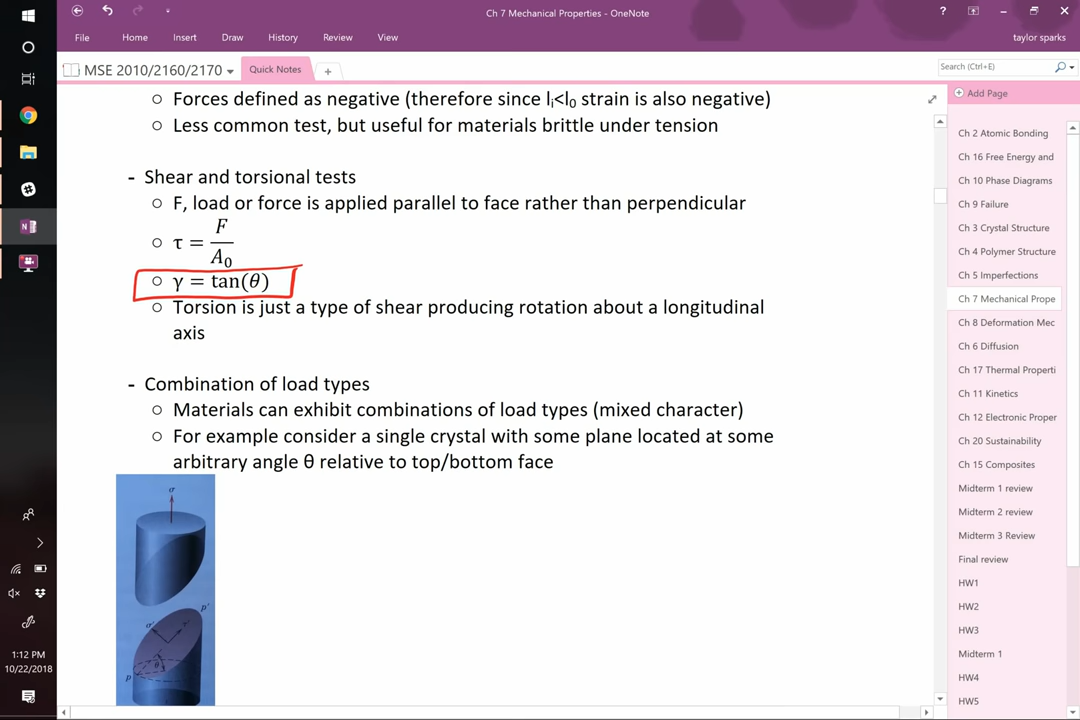 Ch 7 Mechanical Properties - OneNote
?
File
Home
Insert
Draw
History
Review
View
taylor sparks
MSE 2010/2160/2170
Quick Notes
+
Search (Ctrl+E)
○ Forces defined as negative (therefore since lᵢ<l₀ strain is also negative)
○ Less common test, but useful for materials brittle under tension
- Shear and torsional tests
○ F, load or force is applied parallel to face rather than perpendicular
○ τ = F/A₀
○ γ = tan(θ)
○ Torsion is just a type of shear producing rotation about a longitudinal
axis
- Combination of load types
○ Materials can exhibit combinations of load types (mixed character)
○ For example consider a single crystal with some plane located at some
arbitrary angle θ relative to top/bottom face
σ
p'
σ'
τ'
θ
p
Add Page
Ch 2 Atomic Bonding
Ch 16 Free Energy and
Ch 10 Phase Diagrams
Ch 9 Failure
Ch 3 Crystal Structure
Ch 4 Polymer Structure
Ch 5 Imperfections
Ch 7 Mechanical Prope
Ch 8 Deformation Mec
Ch 6 Diffusion
Ch 17 Thermal Properti
Ch 11 Kinetics
Ch 12 Electronic Proper
Ch 20 Sustainability
Ch 15 Composites
Midterm 1 review
Midterm 2 review
Midterm 3 Review
Final review
HW1
HW2
HW3
Midterm 1
HW4
HW5
1:12 PM
10/22/2018